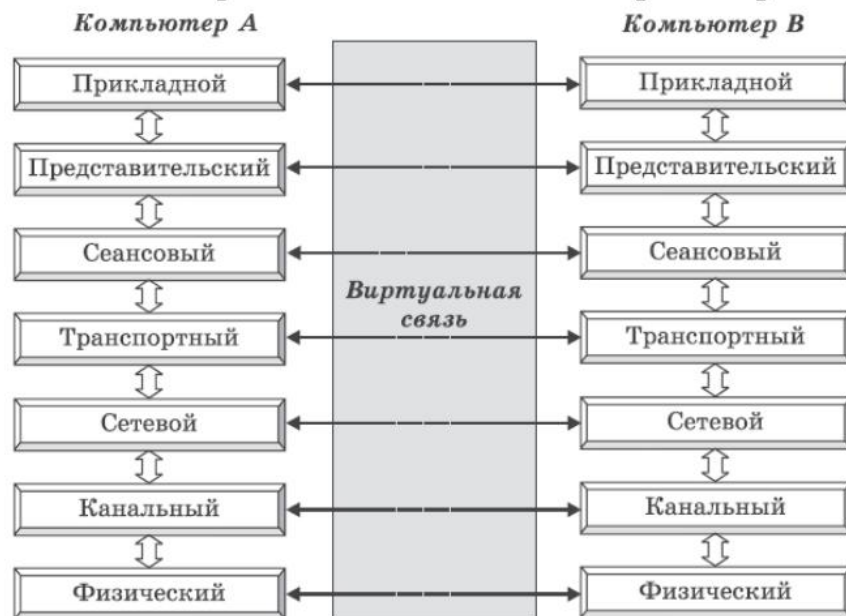 Компьютер А
Компьютер В
Прикладной
Прикладной
Представительский
Представительский
Сеансовый
Сеансовый
Виртуальная
связь
Транспортный
Транспортный
Сетевой
Сетевой
Канальный
Канальный
Физический
Физический